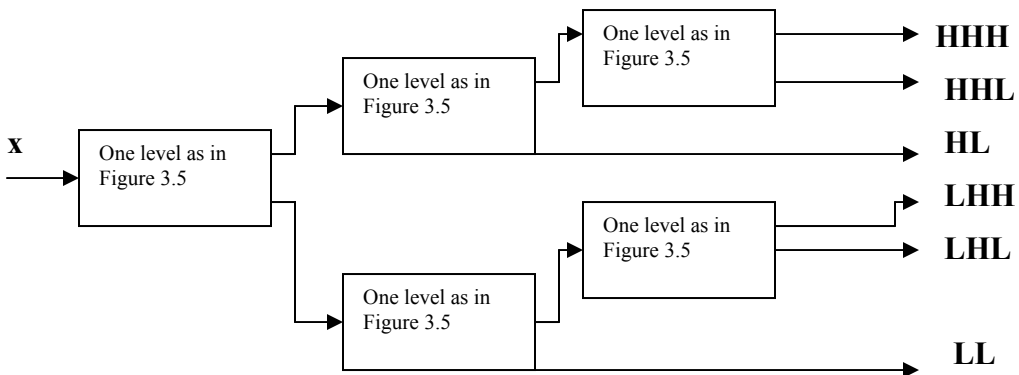 One level as in
Figure 3.5
HHH
One level as in
Figure 3.5
HHL
x
One level as in
Figure 3.5
HL
LHH
One level as in
Figure 3.5
LHL
One level as in
Figure 3.5
LL